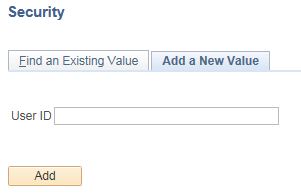 Security
Find an Existing Value Add a New Value
User ID
Add